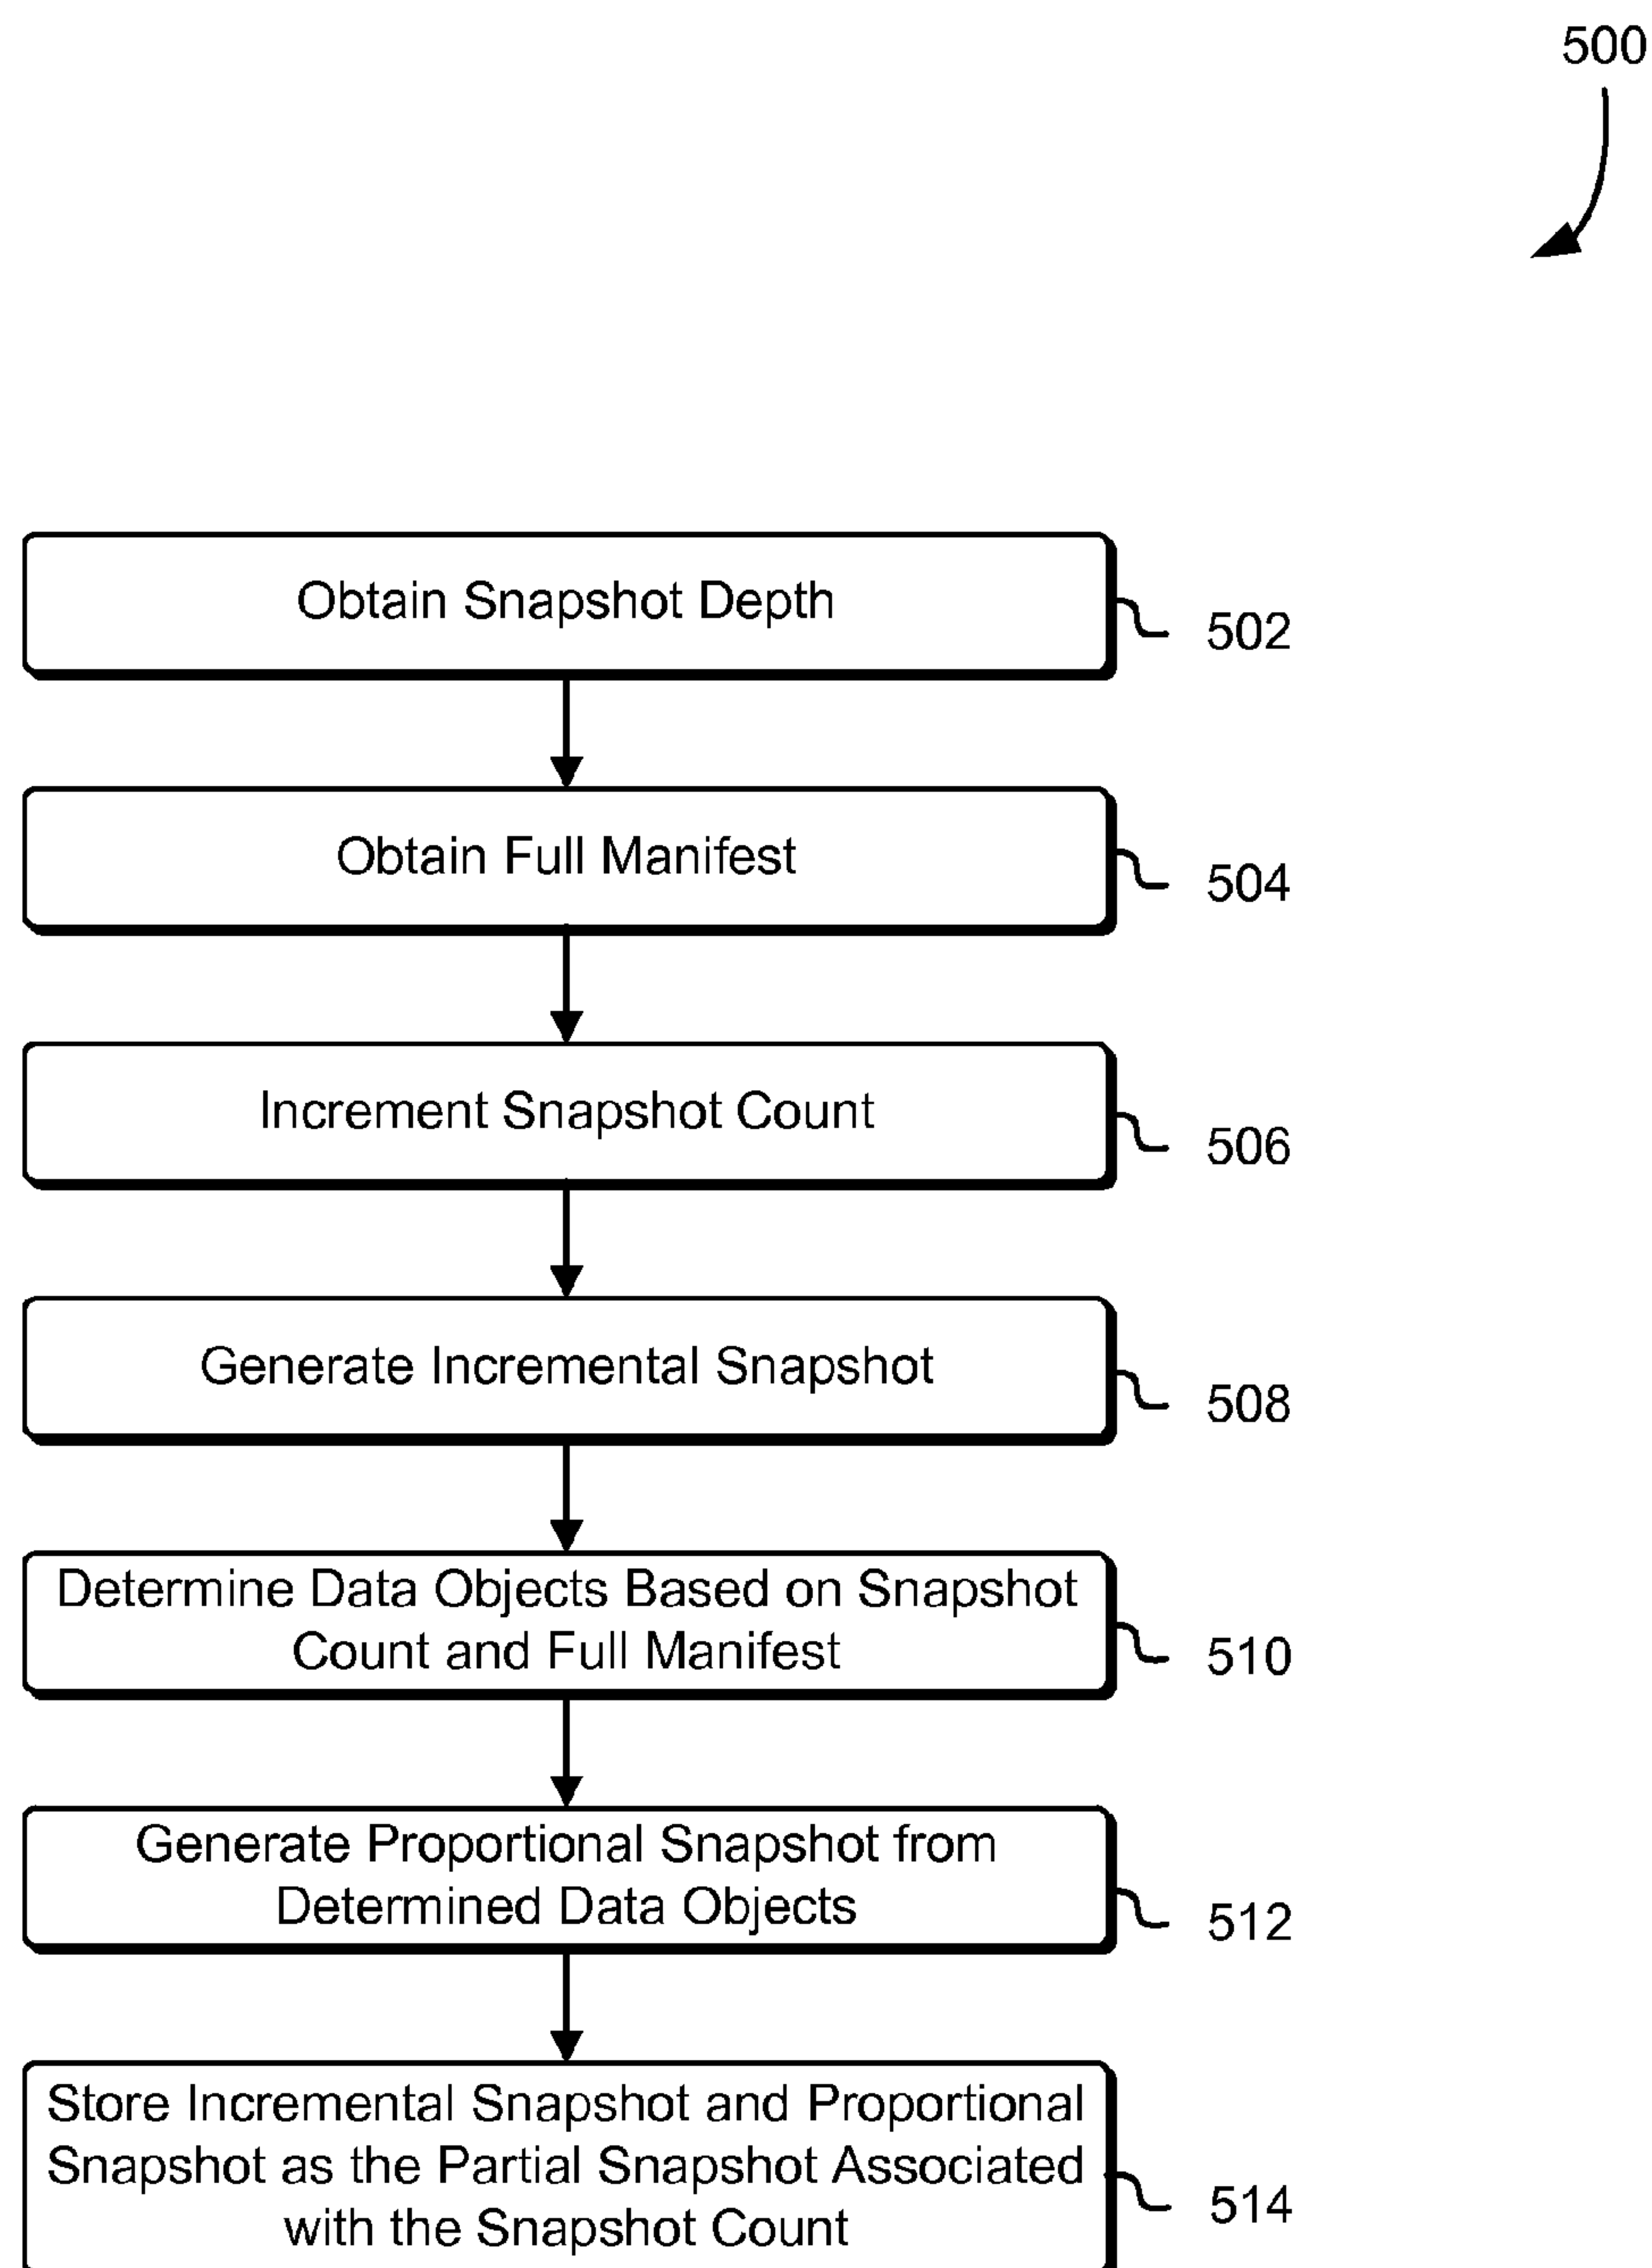 500
Obtain Snapshot Depth
502
Obtain Full Manifest
504
Increment Snapshot Count
506
Generate Incremental Snapshot
508
Determine Data Objects Based on Snapshot
Count and Full Manifest
510
Generate Proportional Snapshot from
Determined Data Objects
512
Store Incremental Snapshot and Proportional
Snapshot as the Partial Snapshot Associated
with the Snapshot Count
514